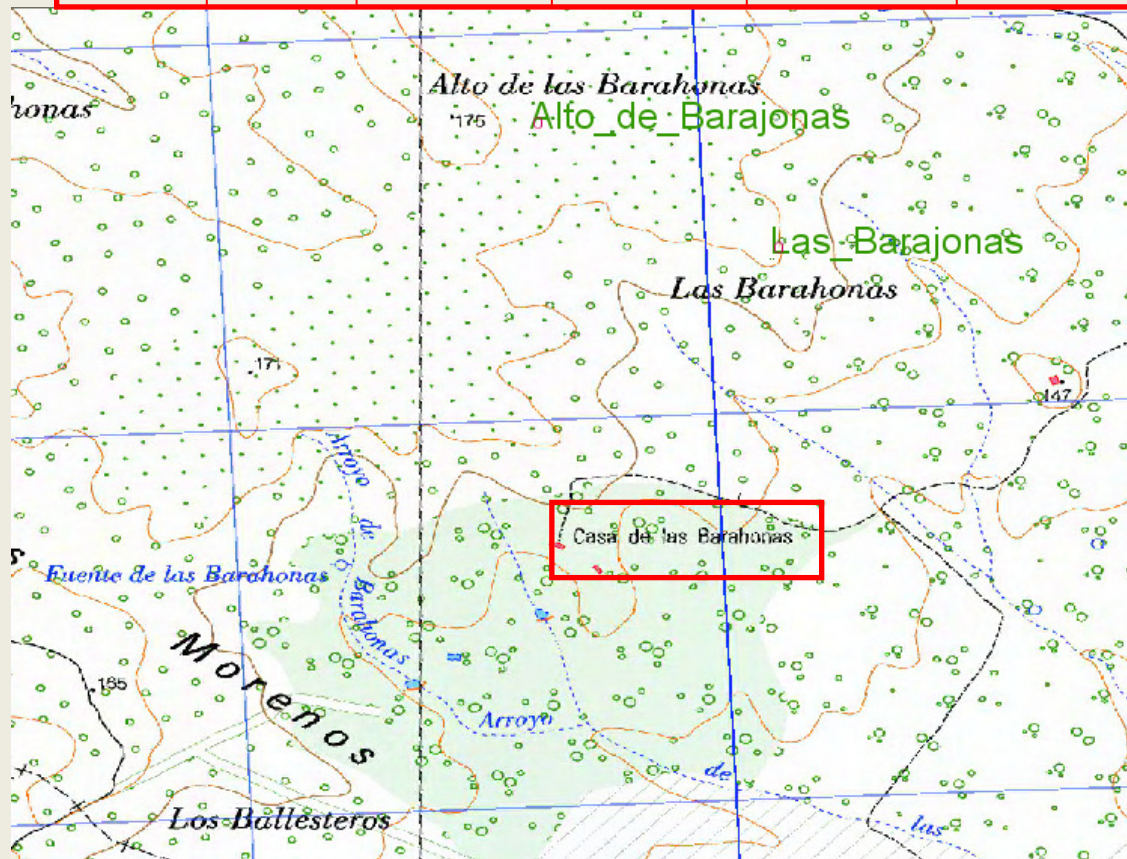 Alto de las Barahonas
honas
175
Alto_de_Barajonas
Las_Barajonas
Las Barahonas
171
147
Arroyo
de
Barahonas
Casa de las Barahonas
s
Fuente de las Barahonas
Morenos
165
Arroyo
de
las
Los Ballesteros